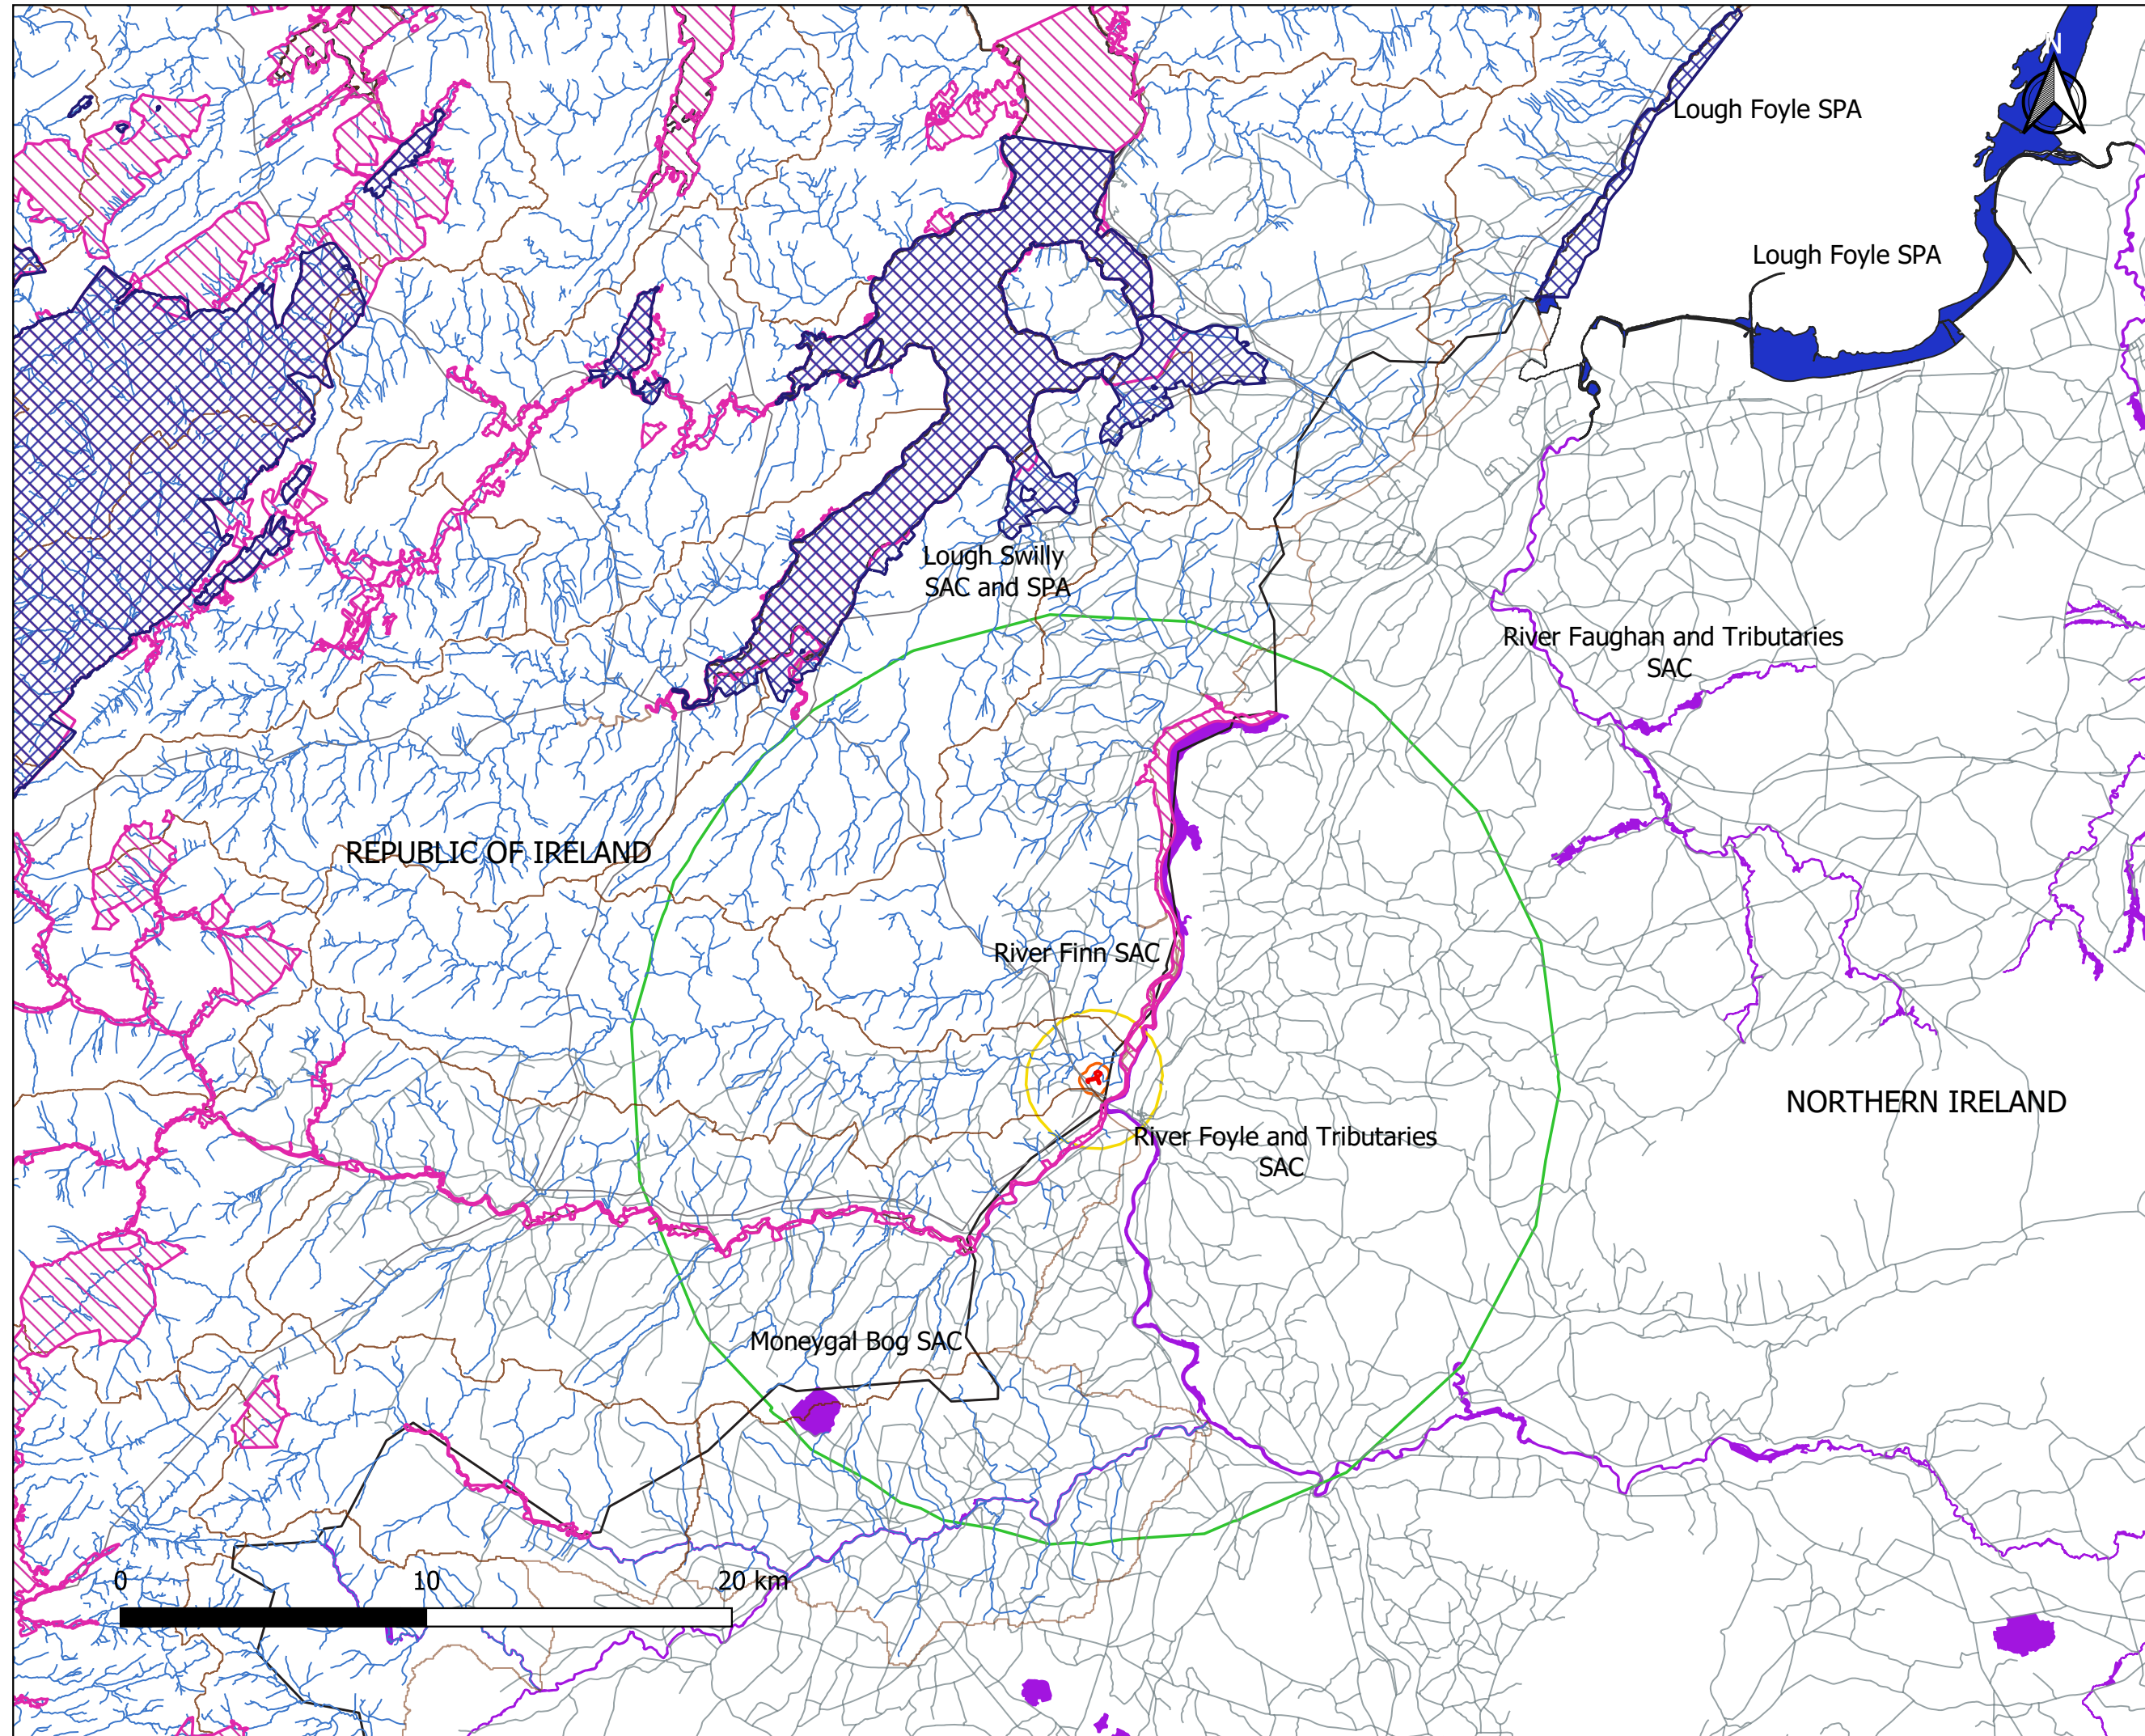 N
Lough Foyle SPA
Lough Foyle SPA
Lough Swilly
SAC and SPA
River Faughan and Tributaries
SAC
REPUBLIC OF IRELAND
River Finn SAC
NORTHERN IRELAND
River Foyle and Tributaries
SAC
Moneygal Bog SAC
0 10 20 km